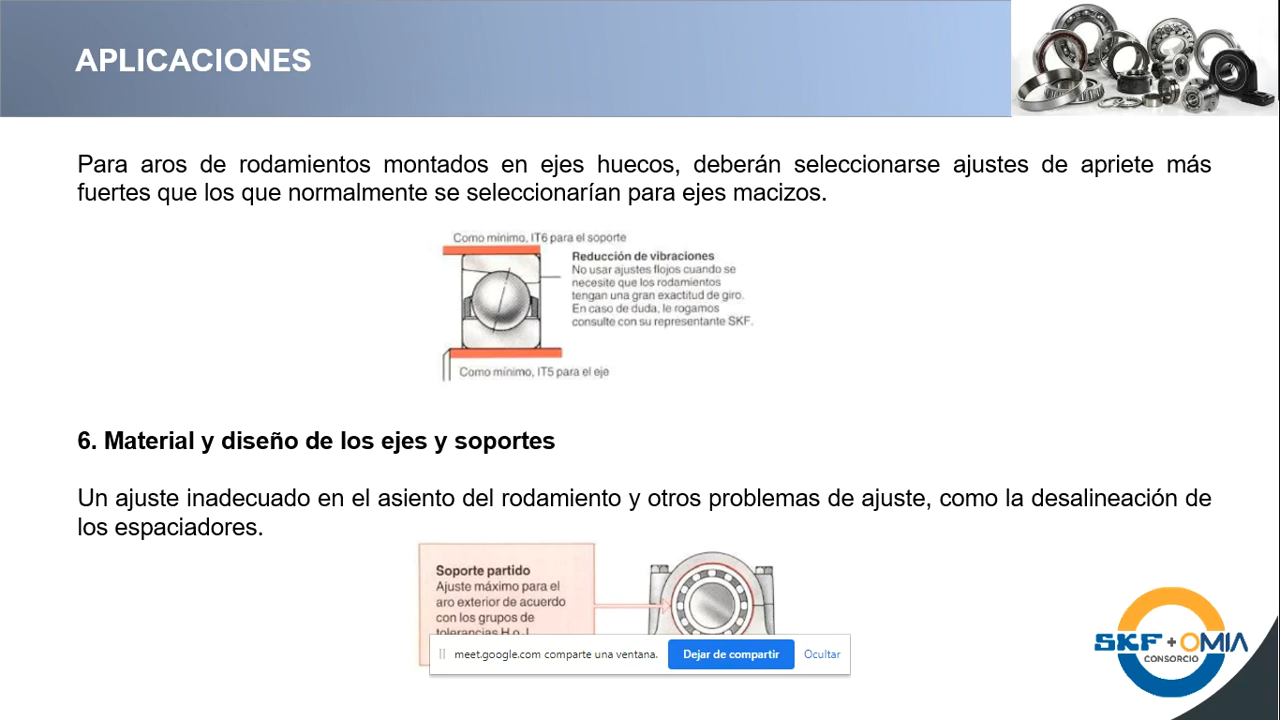 APLICACIONES
Para aros de rodamientos montados en ejes huecos, deberán seleccionarse ajustes de apriete más
fuertes que los que normalmente se seleccionarían para ejes macizos.
Como mínimo, IT6 para el soporte
Reducción de vibraciones
No usar ajustes flojos cuando se
necesite que los rodamientos
tengan una gran exactitud de giro.
En caso de duda, le rogamos
consulte con su representante SKF.
Como mínimo, IT5 para el eje
6. Material y diseño de los ejes y soportes
Un ajuste inadecuado en el asiento del rodamiento y otros problemas de ajuste, como la desalineación de
los espaciadores.
Soporte partido
Ajuste máximo para el
aro exterior de acuerdo
con los grupos de
tolerancias H o J
meet.google.com comparte una ventana.
Dejar de compartir
Ocultar
SKF + OMIA
CONSORCIO